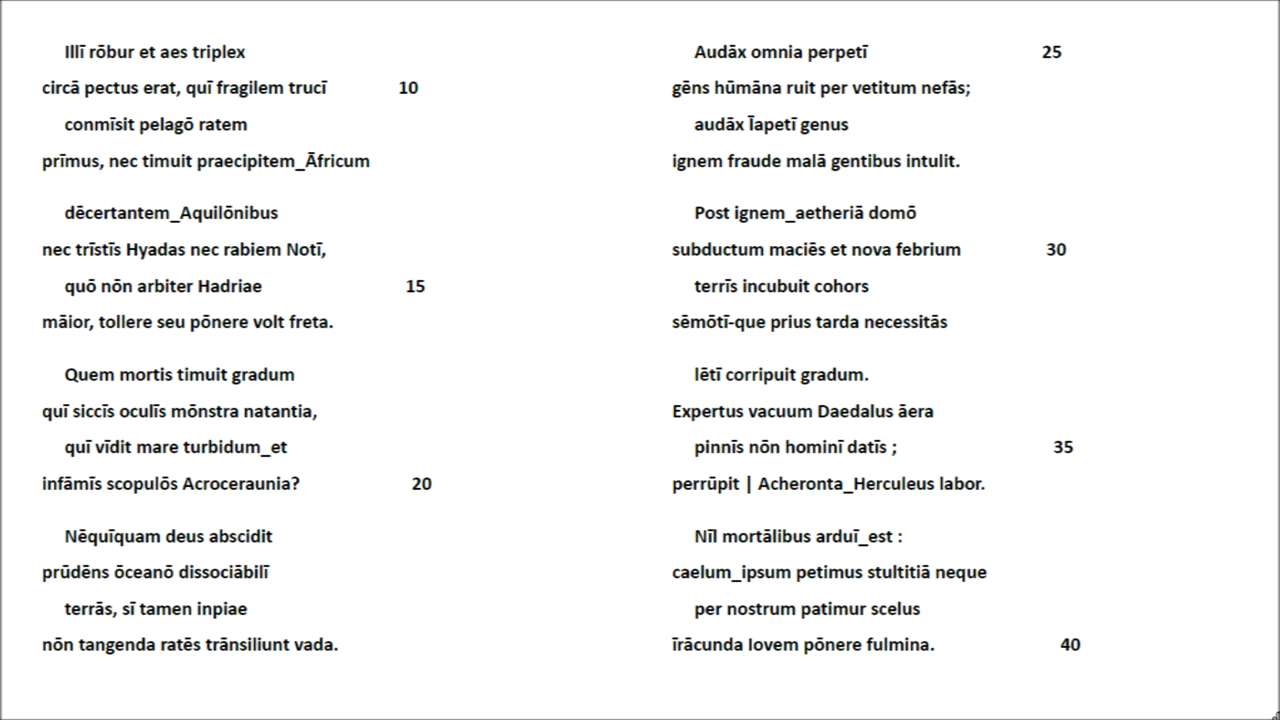 Illī rōbur et aes triplex
circā pectus erat, quī fragilem trucī 10
conmīsit pelagō ratem
prīmus, nec timuit praecipitem_Āfricum
dēcertantem_Aquilōnibus
nec trīstīs Hyadas nec rabiem Notī,
quō nōn arbiter Hadriae 15
māior, tollere seu pōnere volt freta.
Quem mortis timuit gradum
quī siccīs oculīs mōnstra natantia,
quī vīdit mare turbidum_et
infāmīs scopulōs Acroceraunia? 20
Nēquīquam deus abscidit
prūdēns ōceanō dissociābilī
terrās, sī tamen inpiae
nōn tangenda ratēs trānsiliunt vada.
Audāx omnia perpetī 25
gēns hūmāna ruit per vetitum nefās;
audāx Īapetī genus
ignem fraude malā gentibus intulit.
Post ignem_aetheriā domō
subductum maciēs et nova febrium 30
terrīs incubuit cohors
sēmōtī-que prius tarda necessitās
lētī corripuit gradum.
Expertus vacuum Daedalus āera
pinnīs nōn hominī datīs ; 35
perrūpit | Acheronta_Herculeus labor.
Nīl mortālibus arduī_est :
caelum_ipsum petimus stultitiā neque
per nostrum patimur scelus
īrācunda Iovem pōnere fulmina. 40